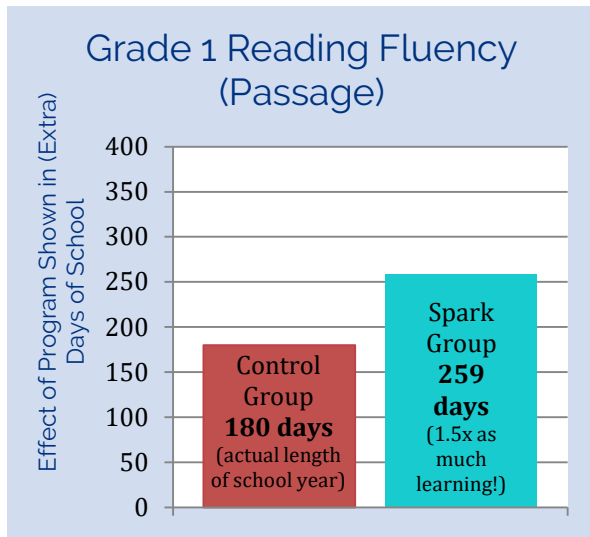 Grade 1 Reading Fluency
(Passage)
Effect of Program Shown in (Extra)
Days of School
400
350
300
250
200
150
100
50
0
Control
Group
180 days
(actual length
of school year)
Spark
Group
259
days
(1.5x as
much
learning!)